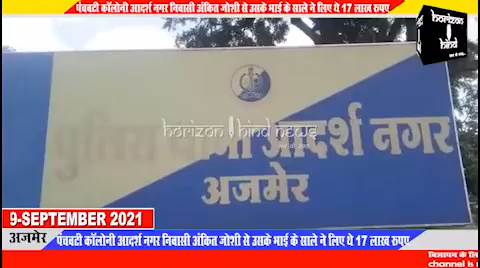 पंचवटी कॉलोनी आदर्श नगर निवासी अंकित जोशी से उसके भाई के साले ने लिए थे 17 लाख रुपए
horizon
hind
horizon hind news
पुलिस थाना आदर्श नगर
अजमेर
9-SEPTEMBER 2021
अजमेर
पंचवटी कॉलोनी आदर्श नगर निवासी अंकित जोशी से उसके भाई के साले ने लिए थे 17 लाख रुपए
विज्ञापन के लि
channel is